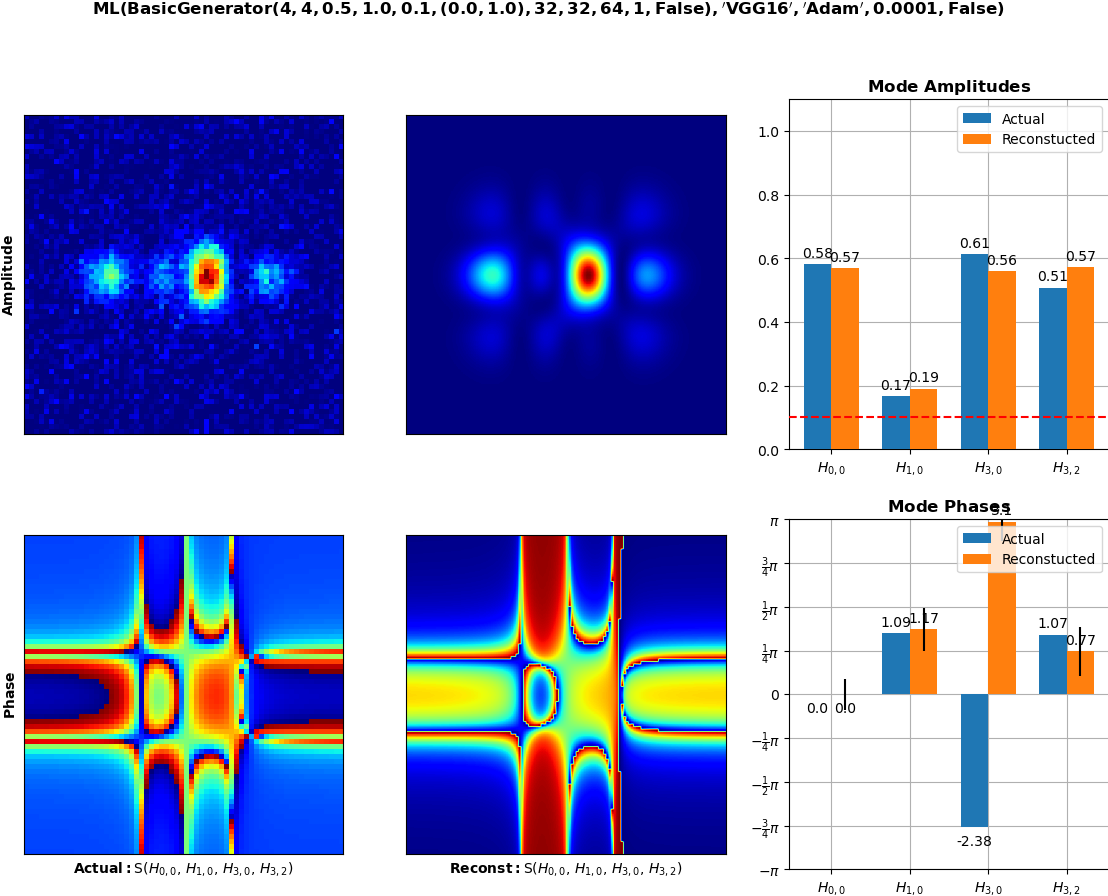 ML(BasicGenerator(4, 4, 0.5, 1.0, 0.1, (0.0, 1.0), 32, 32, 64, 1, False), ′VGG16′, ′Adam′, 0.0001, False)
Amplitude
Mode Amplitudes
Actual
Reconstucted
1.0
0.8
0.6
0.4
0.2
0.0
0.58
0.57
0.17
0.19
0.61
0.56
0.51
0.57
H0,0
H1,0
H3,0
H3,2
Phase
Actual: S(H0,0, H1,0, H3,0, H3,2)
Reconst: S(H0,0, H1,0, H3,0, H3,2)
Mode Phases
Actual
Reconstucted
π
3/4π
1/2π
1/4π
0
−1/4π
−1/2π
−3/4π
−π
0.0
0.0
1.09
1.17
-2.38
3.1
1.07
0.77
H0,0
H1,0
H3,0
H3,2